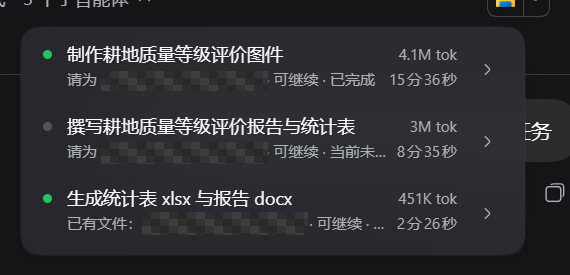 3 个子智能体
制作耕地质量等级评价图件 4.1M tok
请为 · 可继续 · 已完成 15分36秒
撰写耕地质量等级评价报告与统计表 3M tok
请为 · 可继续 · 当前未... 8分35秒
任务
生成统计表 xlsx 与报告 docx 451K tok
已有文件： · 可继续 · ... 2分26秒